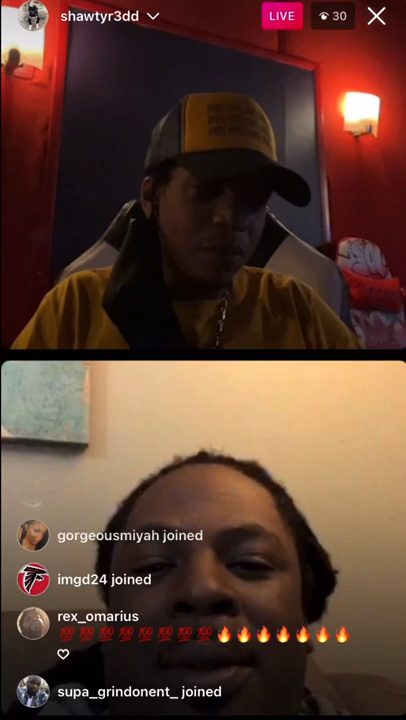 shawtyr3dd
LIVE
30
gorgeousmiyah joined
imgd24 joined
rex_omarius
💯💯💯💯💯💯💯💯🔥🔥🔥🔥🔥🔥🔥
supa_grindonent_ joined